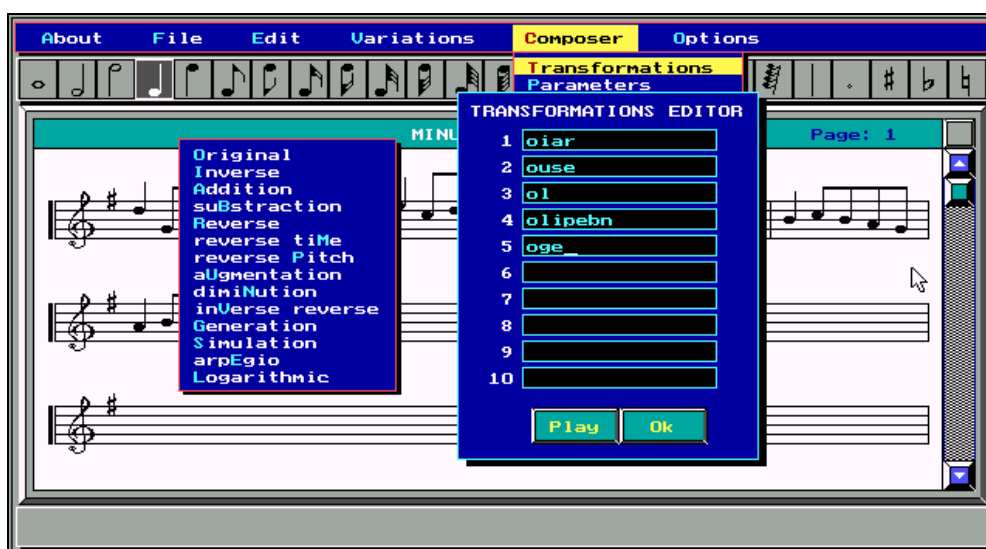 About File Edit Variations Composer Options
Transformations
Parameters
TRANSFORMATIONS EDITOR
MINU
Page: 1
Original
Inverse
Addition
suBstraction
Reverse
reverse tiMe
reverse Pitch
aUgmentation
dimiNution
inVerse reverse
Generation
Simulation
arpEgio
Logarithmic
1 oiar
2 ouse
3 ol
4 olipebn
5 oge_
6
7
8
9
10
Play Ok